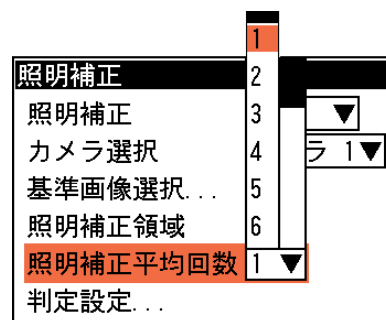 照明補正
照明補正
カメラ選択
ラ 1▼
基準画像選択...
照明補正領域
照明補正平均回数
1 ▼
判定設定...
1
2
3
4
5
6